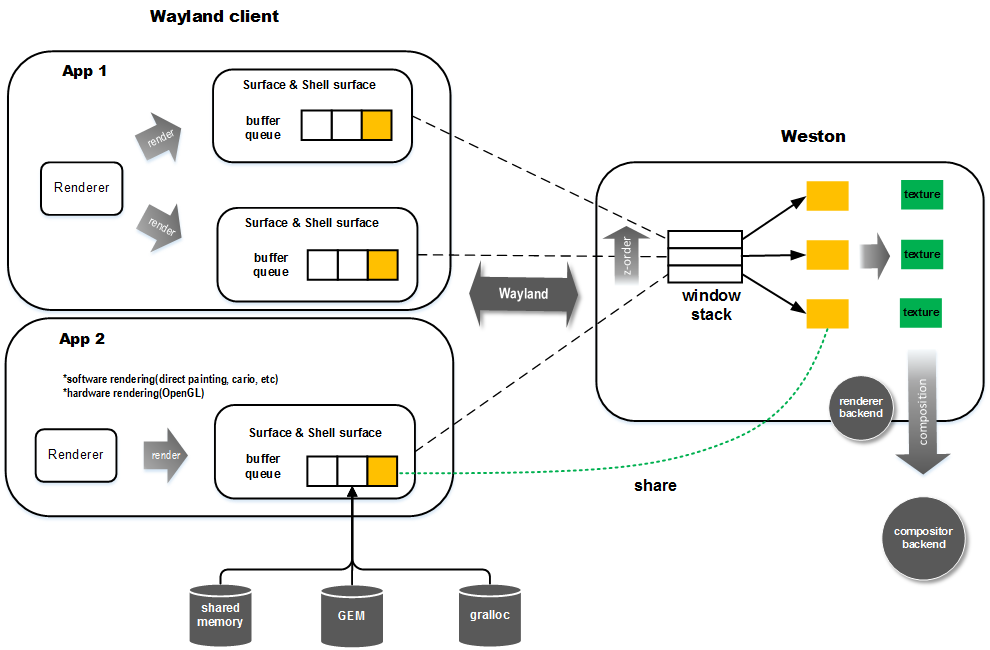 Wayland client
App 1
Surface & Shell surface
buffer
queue
render
Renderer
render
Surface & Shell surface
buffer
queue
App 2
*software rendering(direct painting, cario, etc)
*hardware rendering(OpenGL)
Renderer
render
Surface & Shell surface
buffer
queue
shared
memory
GEM
gralloc
Wayland
share
Weston
z-order
window
stack
texture
texture
texture
renderer
backend
composition
compositor
backend